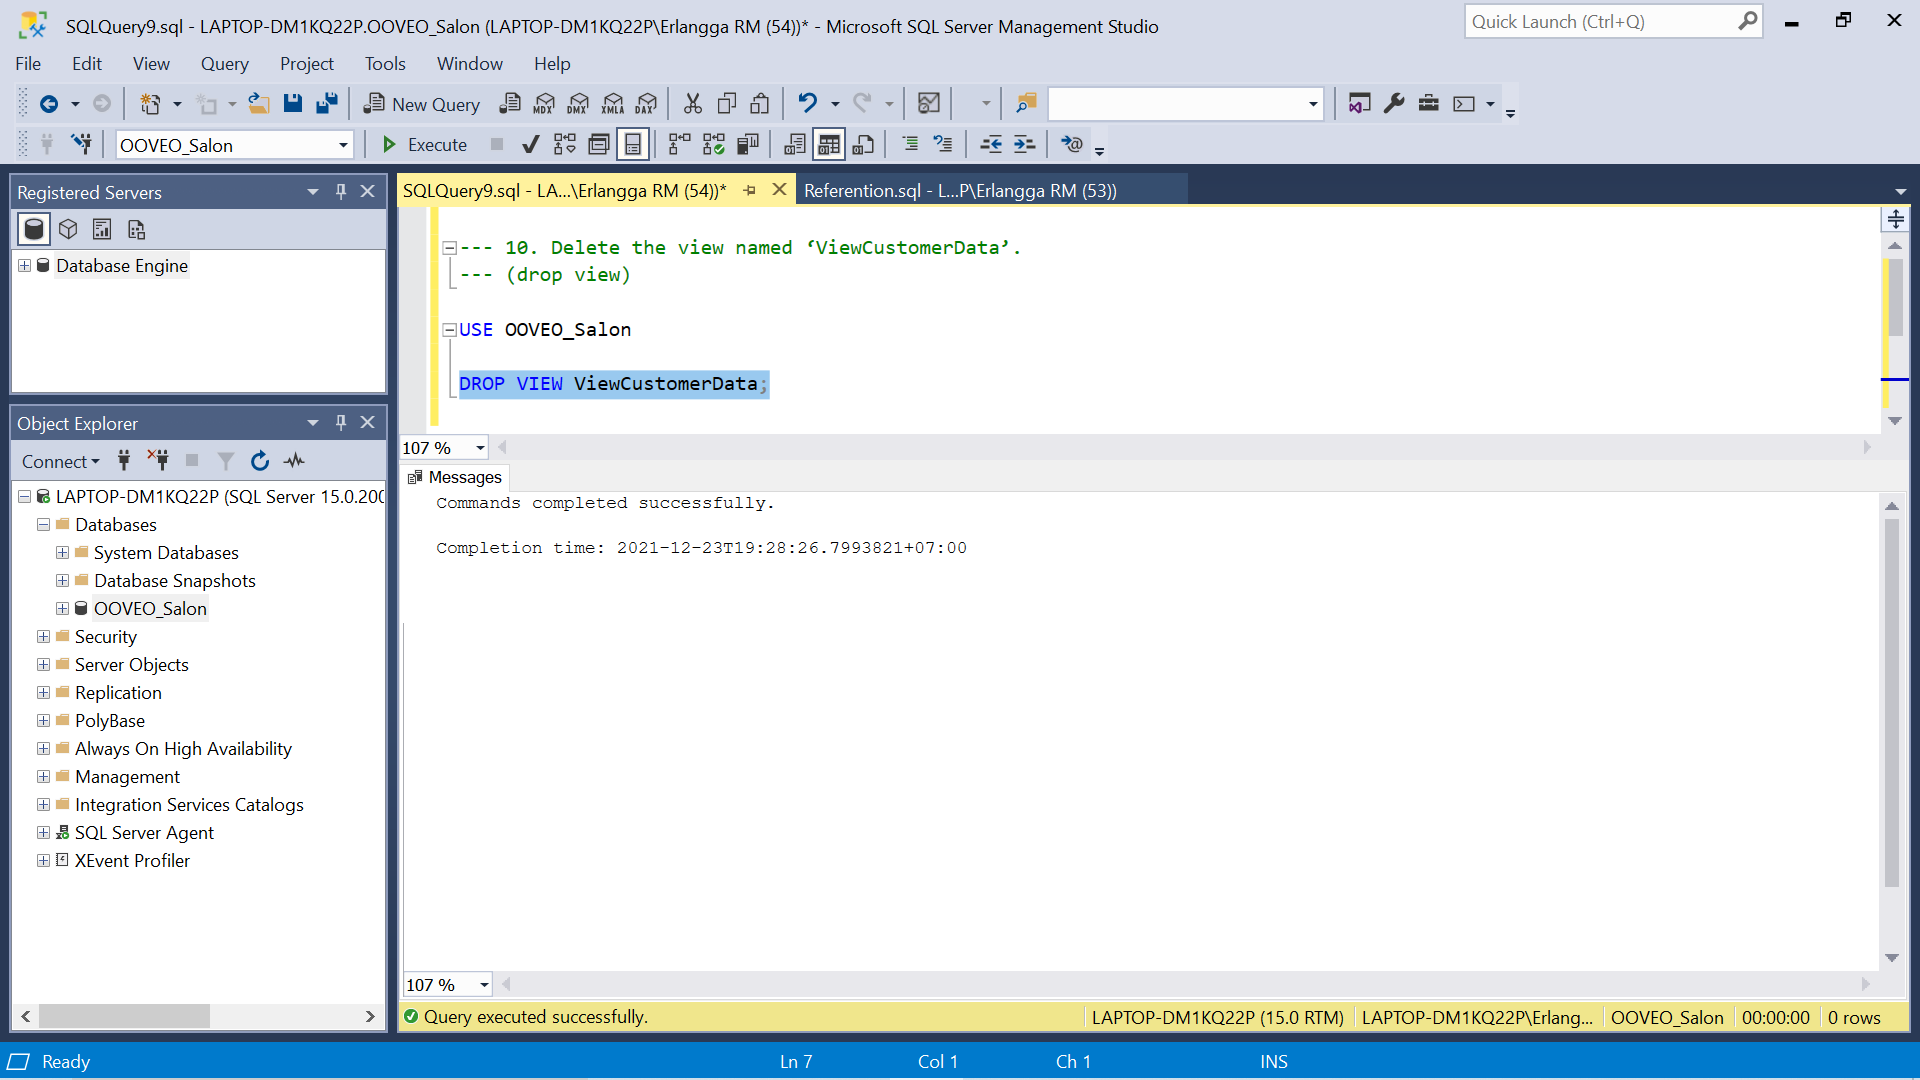 SQLQuery9.sql - LAPTOP-DM1KQ22P.OOVEO_Salon (LAPTOP-DM1KQ22P\Erlangga RM (54))* - Microsoft SQL Server Management Studio
Quick Launch (Ctrl+Q)
File Edit View Query Project Tools Window Help
New Query MDX DMX XMLA DAX
OOVEO_Salon Execute
Registered Servers
Database Engine
Object Explorer
Connect
LAPTOP-DM1KQ22P (SQL Server 15.0.200
Databases
System Databases
Database Snapshots
OOVEO_Salon
Security
Server Objects
Replication
PolyBase
Always On High Availability
Management
Integration Services Catalogs
SQL Server Agent
XEvent Profiler
SQLQuery9.sql - LA...\Erlangga RM (54))* Referention.sql - L...P\Erlangga RM (53))
--- 10. Delete the view named ‘ViewCustomerData’.
--- (drop view)
USE OOVEO_Salon
DROP VIEW ViewCustomerData;
107 %
Messages
Commands completed successfully.
Completion time: 2021-12-23T19:28:26.7993821+07:00
107 %
Query executed successfully. LAPTOP-DM1KQ22P (15.0 RTM) LAPTOP-DM1KQ22P\Erlang... OOVEO_Salon 00:00:00 0 rows
Ready Ln 7 Col 1 Ch 1 INS